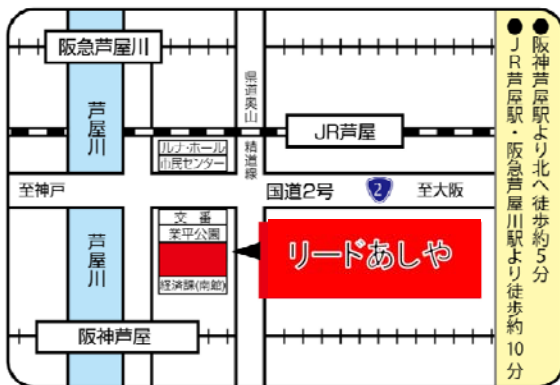 阪急芦屋川
芦屋川
県道奥山
精道線
JR芦屋
ルナ・ホール
市民センター
至神戸
国道2号
2
至大阪
交番
業平公園
リードあしや
経済課(南館)
芦屋川
阪神芦屋
●阪神芦屋駅より北へ徒歩約5分
●JR芦屋駅・阪急芦屋川駅より徒歩約10分